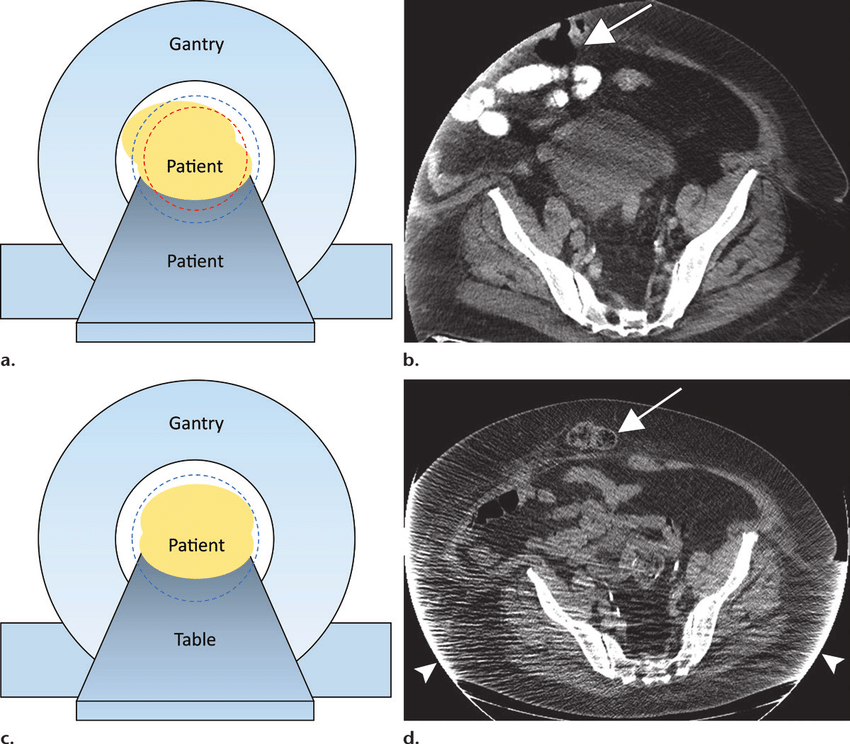 Gantry
Patient
Patient
a.
b.
Gantry
Patient
Table
c.
d.